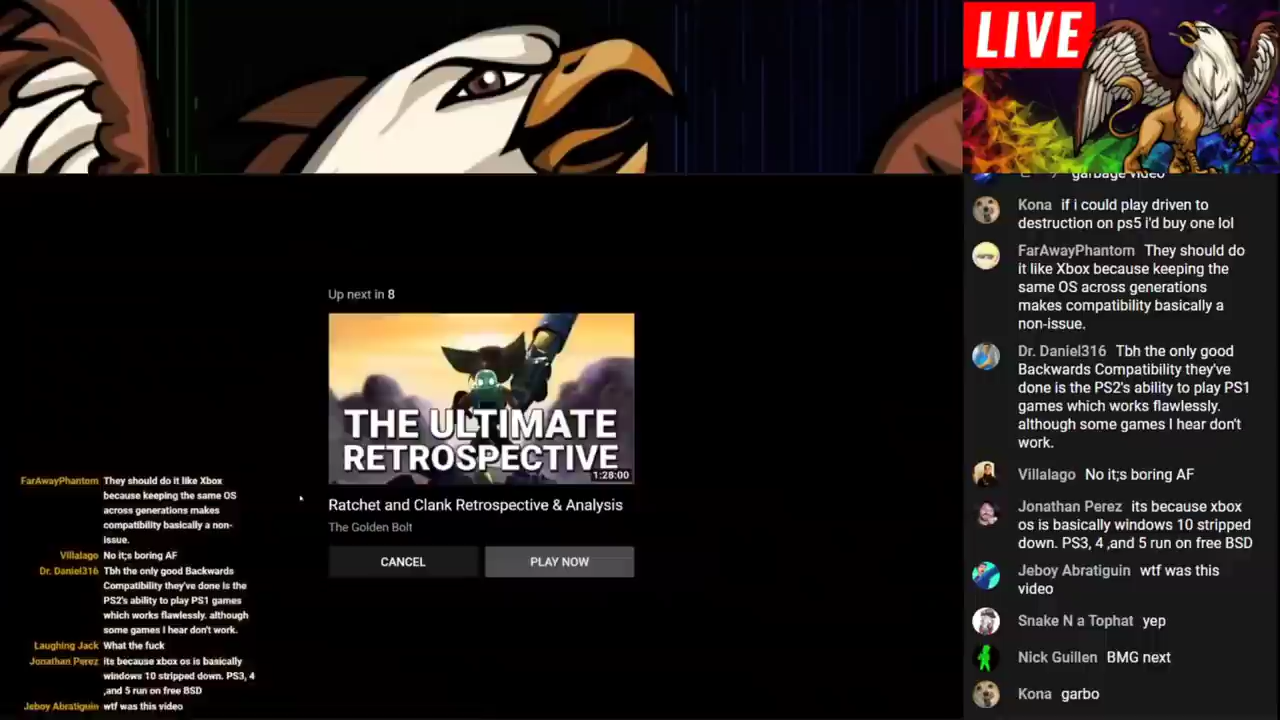 LIVE
garbage video
Kona if i could play driven to
destruction on ps5 i'd buy one lol
FarAwayPhantom They should do
it like Xbox because keeping the
same OS across generations
makes compatibility basically a
non-issue.
Dr. Daniel316 Tbh the only good
Backwards Compatibility they've
done is the PS2's ability to play PS1
games which works flawlessly.
although some games I hear don't
work.
Villalago No it;s boring AF
Jonathan Perez its because xbox
os is basically windows 10 stripped
down. PS3, 4 ,and 5 run on free BSD
Jeboy Abratiguin wtf was this
video
Snake N a Tophat yep
Nick Guillen BMG next
Kona garbo
Up next in 8
THE ULTIMATE
RETROSPECTIVE
1:28:00
Ratchet and Clank Retrospective & Analysis
The Golden Bolt
CANCEL
PLAY NOW
FarAwayPhantom They should do it like Xbox
because keeping the same OS
across generations makes
compatibility basically a non-
issue.
Villalago No it;s boring AF
Dr. Daniel316 Tbh the only good Backwards
Compatibility they've done is the
PS2's ability to play PS1 games
which works flawlessly. although
some games I hear don't work.
Laughing Jack What the fuck
Jonathan Perez its because xbox os is basically
windows 10 stripped down. PS3, 4
,and 5 run on free BSD
Jeboy Abratiguin wtf was this video